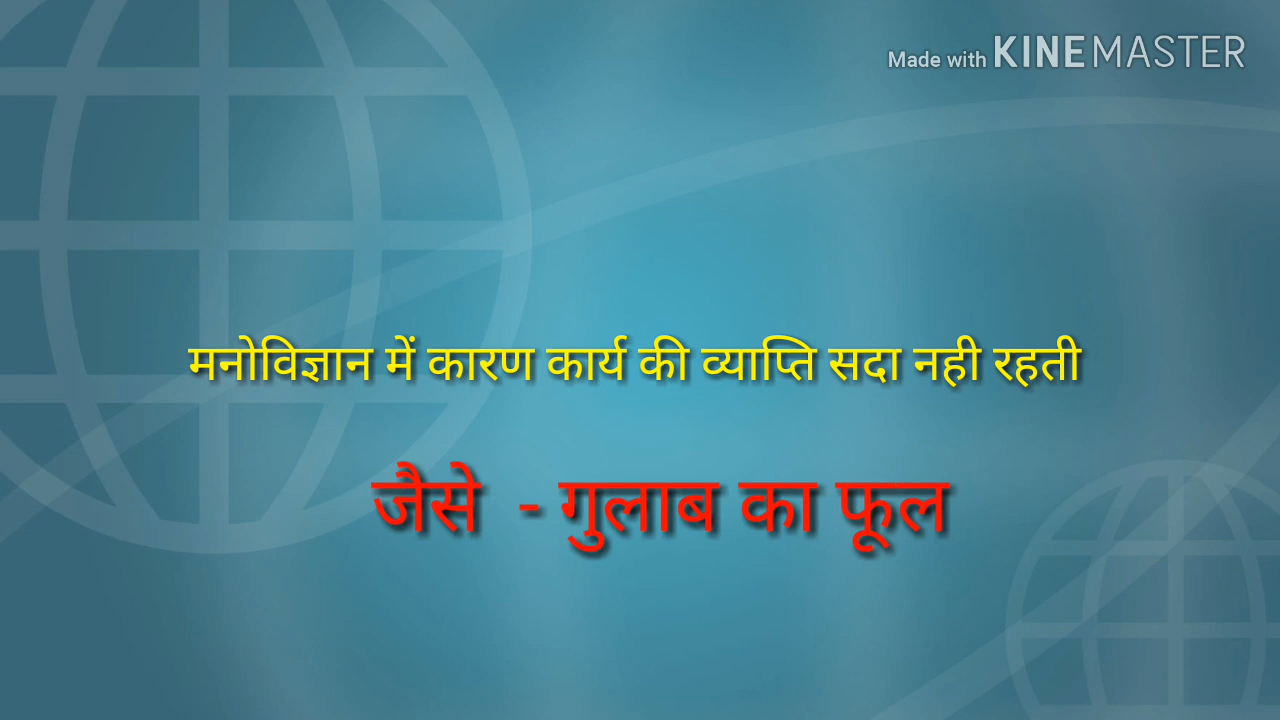 Made with KINEMASTER
मनोविज्ञान में कारण कार्य की व्याप्ति सदा नही रहती
जैसे - गुलाब का फूल